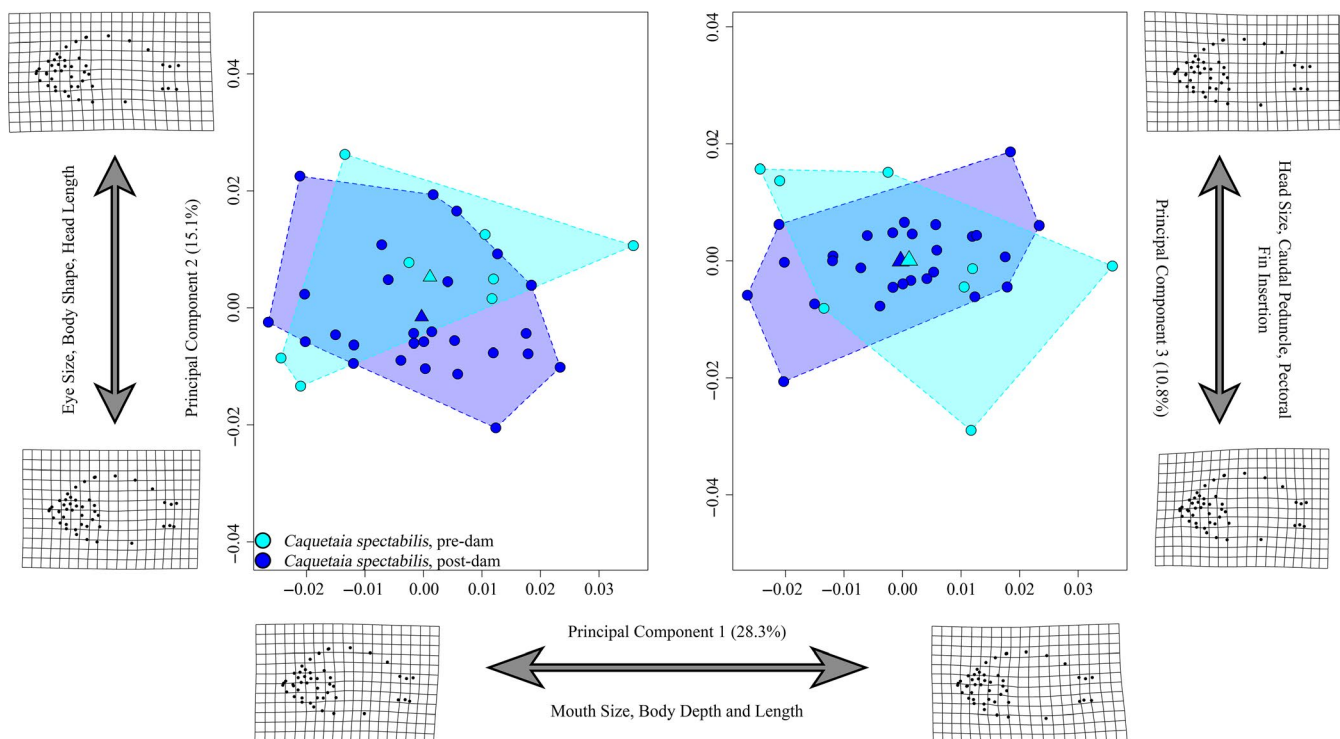 Eye Size, Body Shape, Head Length
Principal Component 2 (15.1%)
0.04
0.02
0.00
−0.02
−0.04
Caquetaia spectabilis, pre-dam
Caquetaia spectabilis, post-dam
−0.02
−0.01
0.00
0.01
0.02
0.03
0.04
0.02
0.00
−0.02
−0.04
−0.02
−0.01
0.00
0.01
0.02
0.03
Principal Component 3 (10.8%)
Head Size, Caudal Peduncle, Pectoral
Fin Insertion
Principal Component 1 (28.3%)
Mouth Size, Body Depth and Length